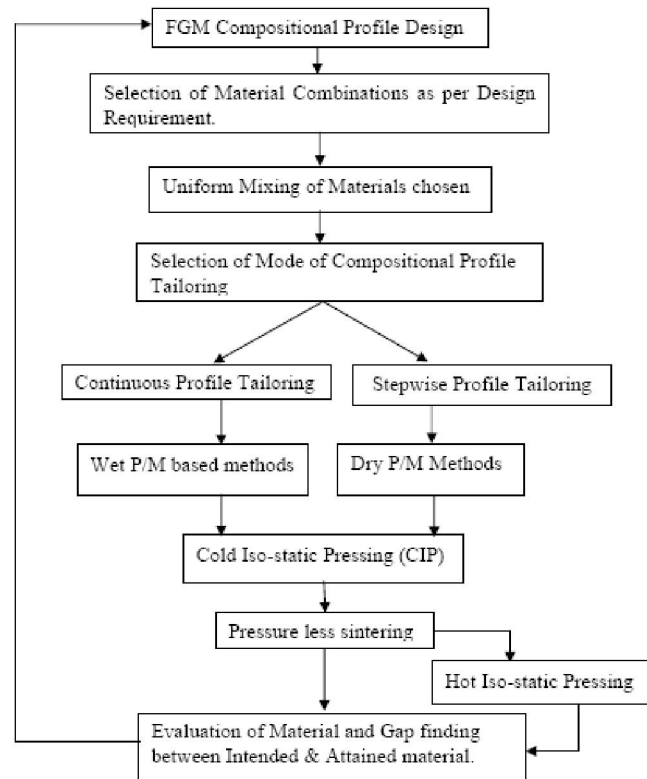 FGM Compositional Profile Design
Selection of Material Combinations as per Design
Requirement.
Uniform Mixing of Materials chosen
Selection of Mode of Compositional Profile
Tailoring
Continuous Profile Tailoring
Stepwise Profile Tailoring
Wet P/M based methods
Dry P/M Methods
Cold Iso-static Pressing (CIP)
Pressure less sintering
Hot Iso-static Pressing
Evaluation of Material and Gap finding
between Intended & Attained material.